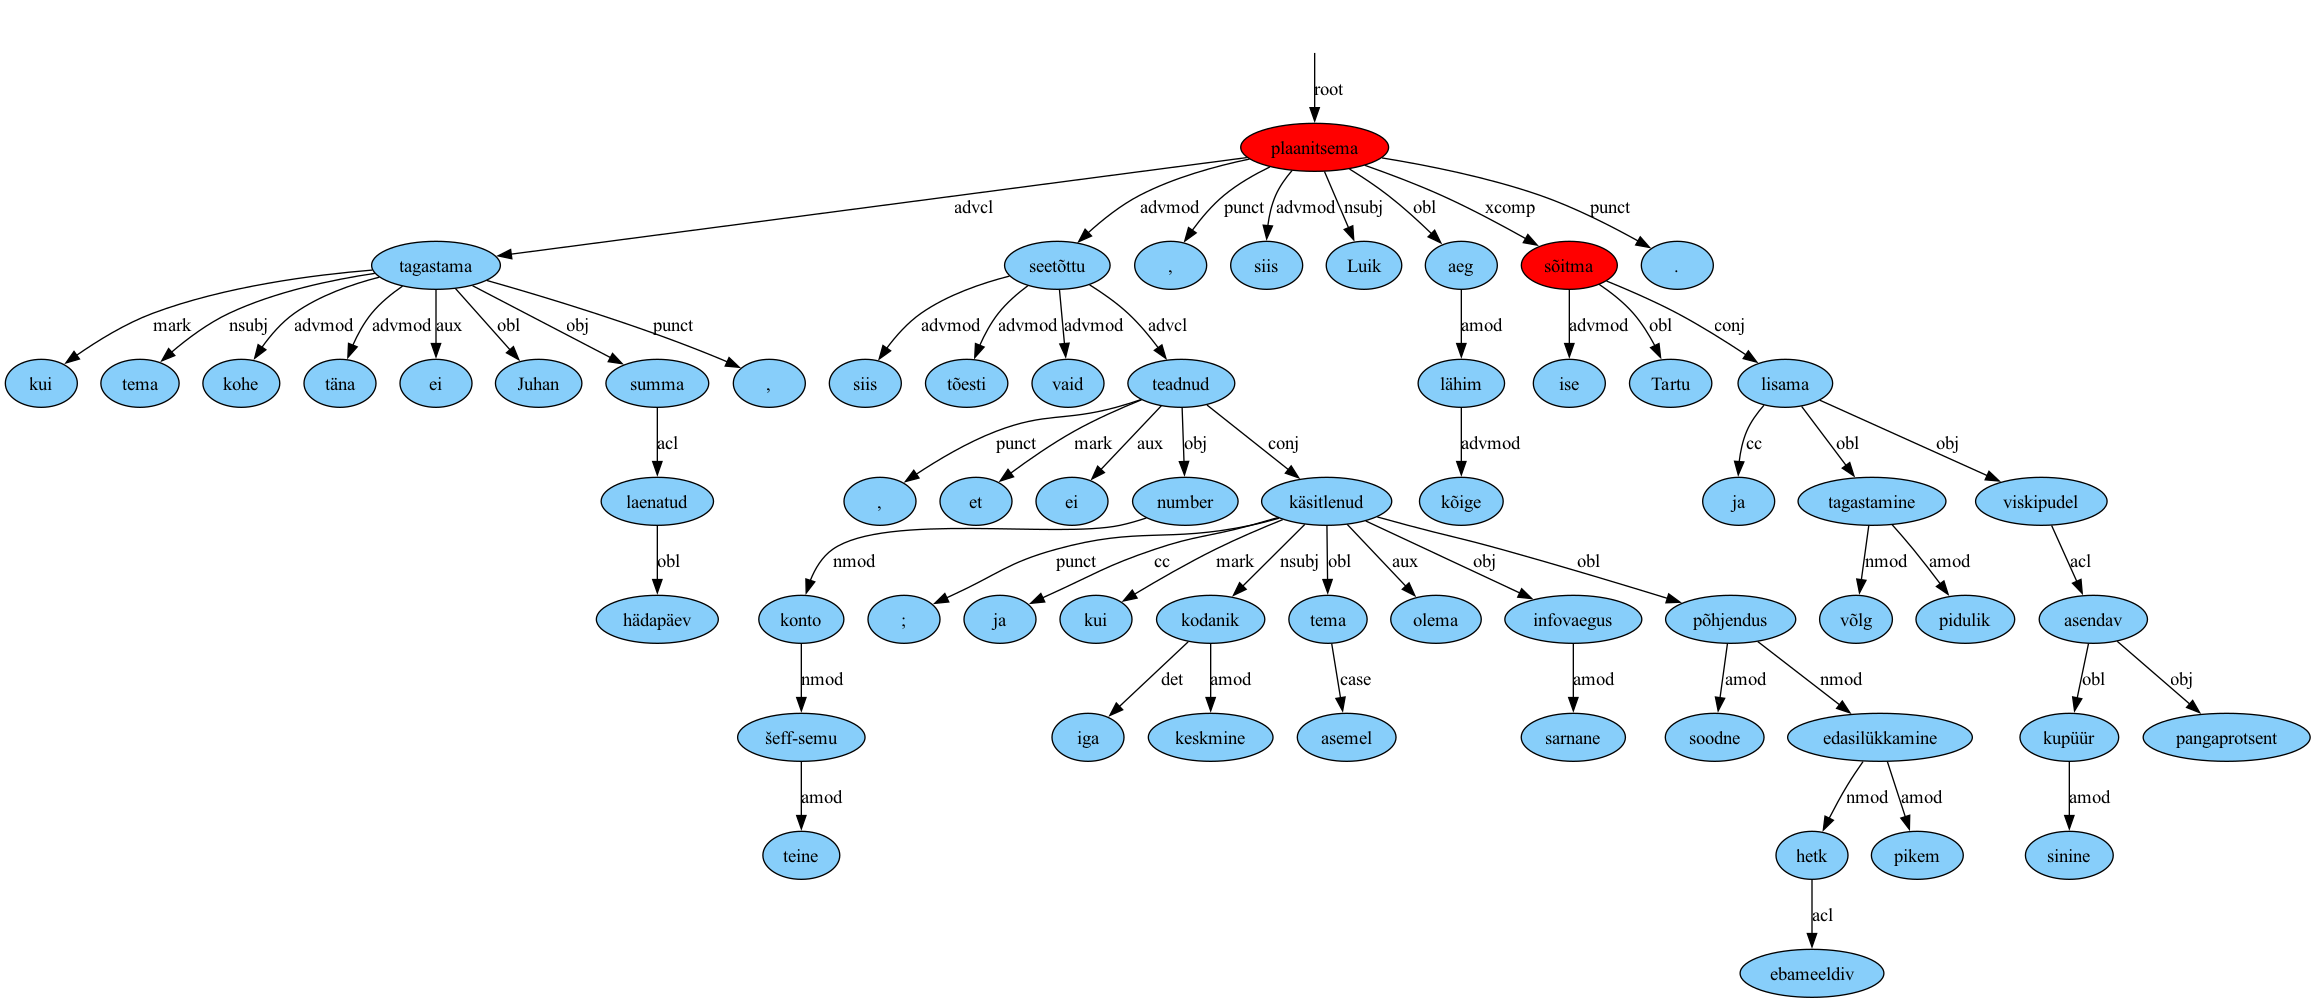 root
plaanitsema
advcl advmod punct advmod nsubj obl xcomp punct
tagastama seetõttu , siis Luik aeg sõitma .
mark nsubj advmod advmod aux obl obj punct advmod advmod advmod advcl amod advmod obl conj
kui tema kohe täna ei Juhan summa , siis tõesti vaid teadnud lähim ise Tartu lisama
acl punct mark aux obj conj advmod cc obl obj
laenatud , et ei number käsitlenud kõige ja tagastamine viskipudel
obl nmod punct cc mark nsubj obl aux obj obl nmod amod acl
hädapäev konto ; ja kui kodanik tema olema infovaegus põhjendus võlg pidulik asendav
nmod det amod case amod amod nmod obl obj
šeff-semu iga keskmine asemel sarnane soodne edasilükkamine kupüür pangaprotsent
amod nmod amod amod
teine hetk pikem sinine
acl
ebameeldiv